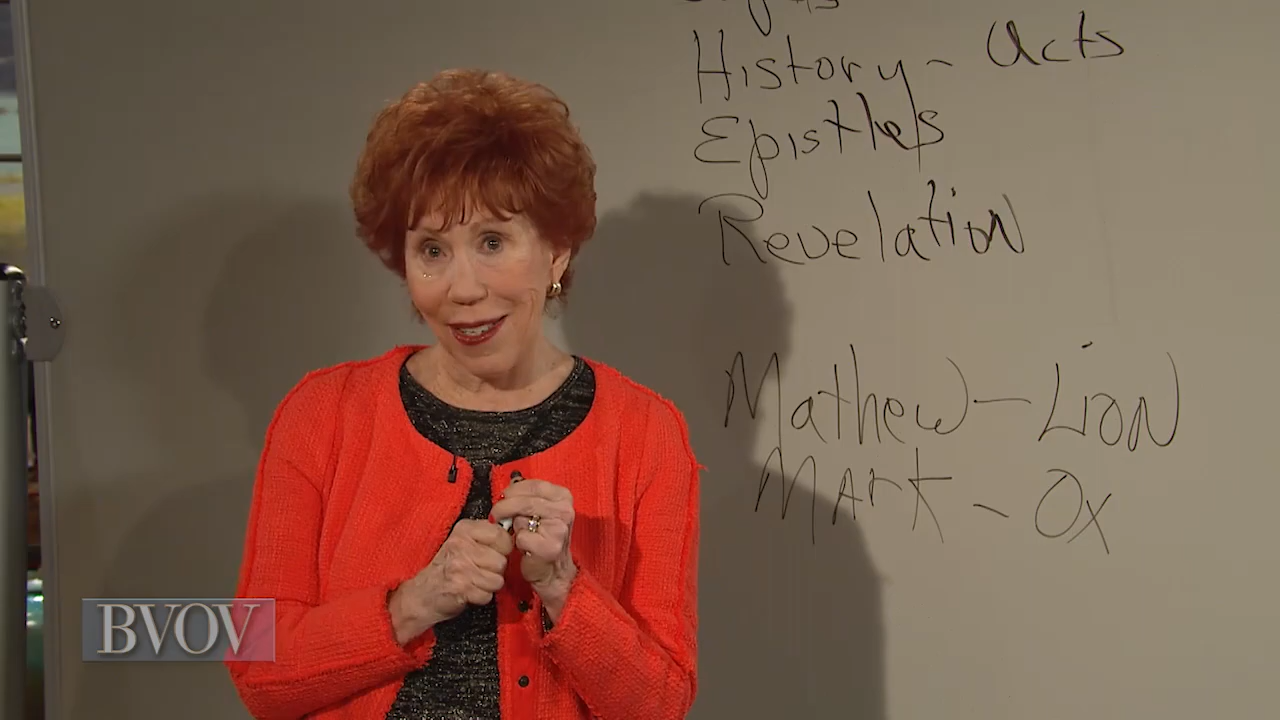 History - Acts
Epistles
Revelation
Mathew - Lion
Mark - Ox
BVOV